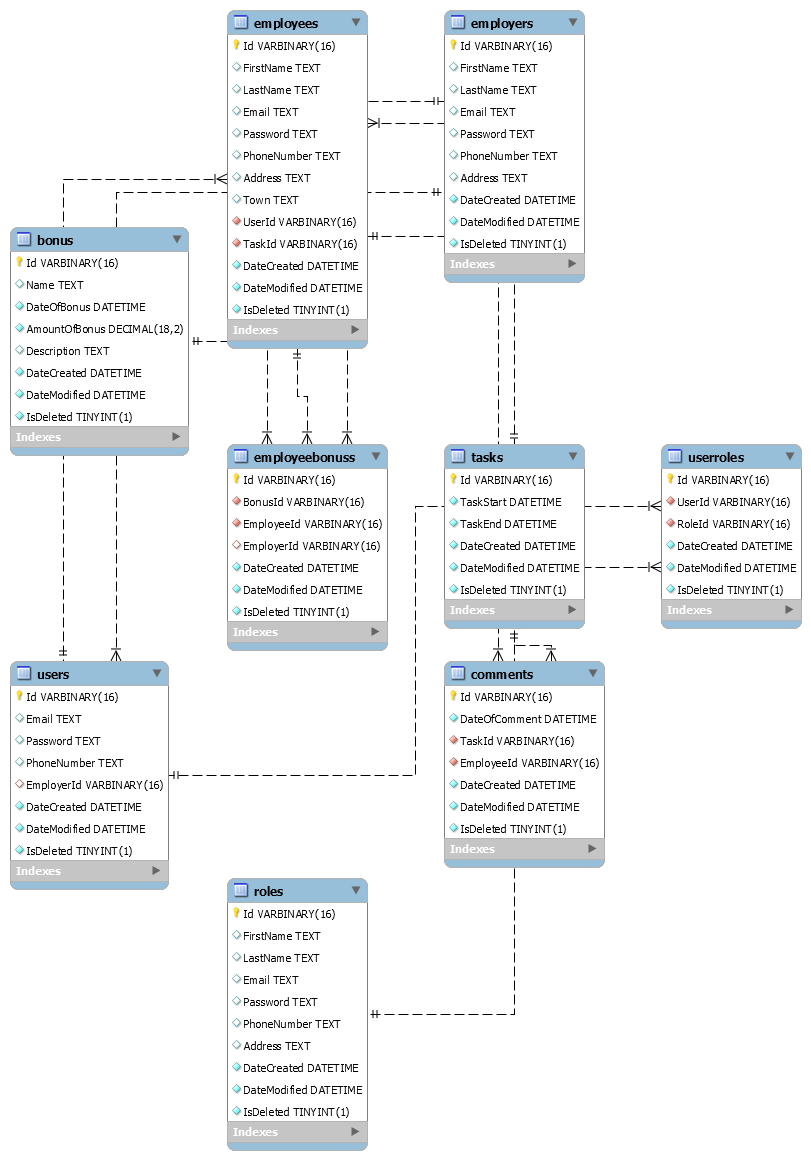 employees
Id VARBINARY(16)
FirstName TEXT
LastName TEXT
Email TEXT
Password TEXT
PhoneNumber TEXT
Address TEXT
Town TEXT
UserId VARBINARY(16)
TaskId VARBINARY(16)
DateCreated DATETIME
DateModified DATETIME
IsDeleted TINYINT(1)
Indexes
employers
Id VARBINARY(16)
FirstName TEXT
LastName TEXT
Email TEXT
Password TEXT
PhoneNumber TEXT
Address TEXT
DateCreated DATETIME
DateModified DATETIME
IsDeleted TINYINT(1)
Indexes
bonus
Id VARBINARY(16)
Name TEXT
DateOfBonus DATETIME
AmountOfBonus DECIMAL(18,2)
Description TEXT
DateCreated DATETIME
DateModified DATETIME
IsDeleted TINYINT(1)
Indexes
employeebonuss
Id VARBINARY(16)
BonusId VARBINARY(16)
EmployeeId VARBINARY(16)
EmployerId VARBINARY(16)
DateCreated DATETIME
DateModified DATETIME
IsDeleted TINYINT(1)
Indexes
tasks
Id VARBINARY(16)
TaskStart DATETIME
TaskEnd DATETIME
DateCreated DATETIME
DateModified DATETIME
IsDeleted TINYINT(1)
Indexes
userroles
Id VARBINARY(16)
UserId VARBINARY(16)
RoleId VARBINARY(16)
DateCreated DATETIME
DateModified DATETIME
IsDeleted TINYINT(1)
Indexes
users
Id VARBINARY(16)
Email TEXT
Password TEXT
PhoneNumber TEXT
EmployerId VARBINARY(16)
DateCreated DATETIME
DateModified DATETIME
IsDeleted TINYINT(1)
Indexes
comments
Id VARBINARY(16)
DateOfComment DATETIME
TaskId VARBINARY(16)
EmployeeId VARBINARY(16)
DateCreated DATETIME
DateModified DATETIME
IsDeleted TINYINT(1)
Indexes
roles
Id VARBINARY(16)
FirstName TEXT
LastName TEXT
Email TEXT
Password TEXT
PhoneNumber TEXT
Address TEXT
DateCreated DATETIME
DateModified DATETIME
IsDeleted TINYINT(1)
Indexes